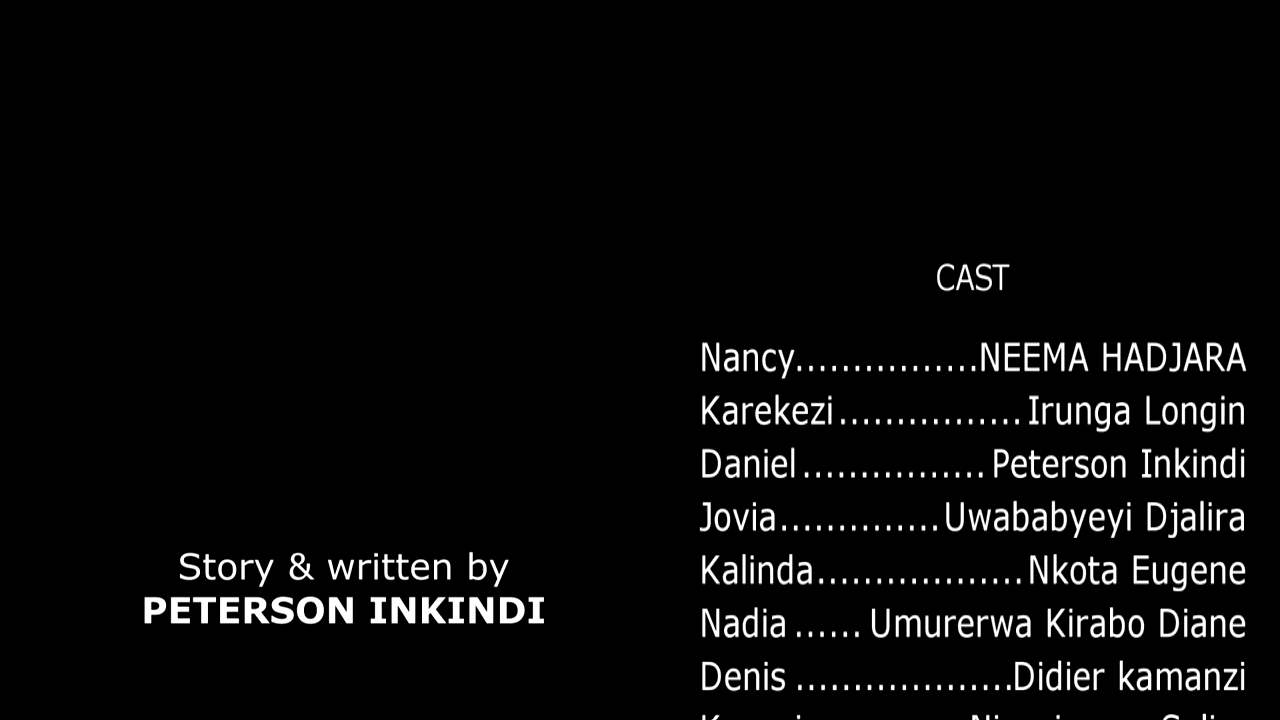 Story & written by
PETERSON INKINDI
CAST
Nancy................NEEMA HADJARA
Karekezi................Irunga Longin
Daniel................Peterson Inkindi
Jovia..............Uwababyeyi Djalira
Kalinda..................Nkota Eugene
Nadia ...... Umurerwa Kirabo Diane
Denis ...................Didier kamanzi